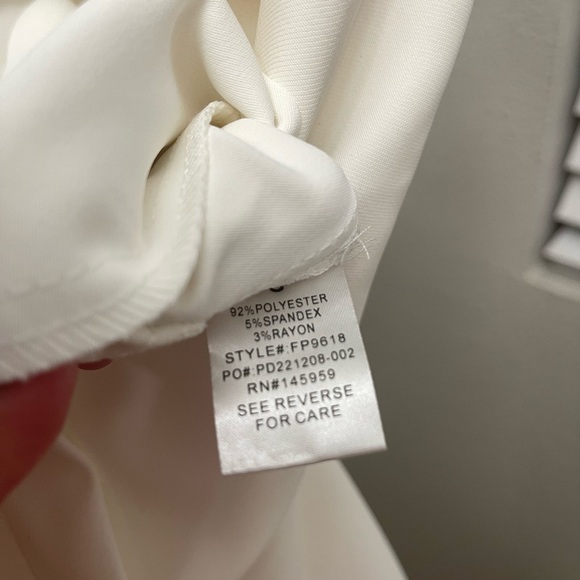 92%POLYESTER
5%SPANDEX
3%RAYON
STYLE#:FP9618
PO#:PD221208-002
RN#145959
SEE REVERSE
FOR CARE